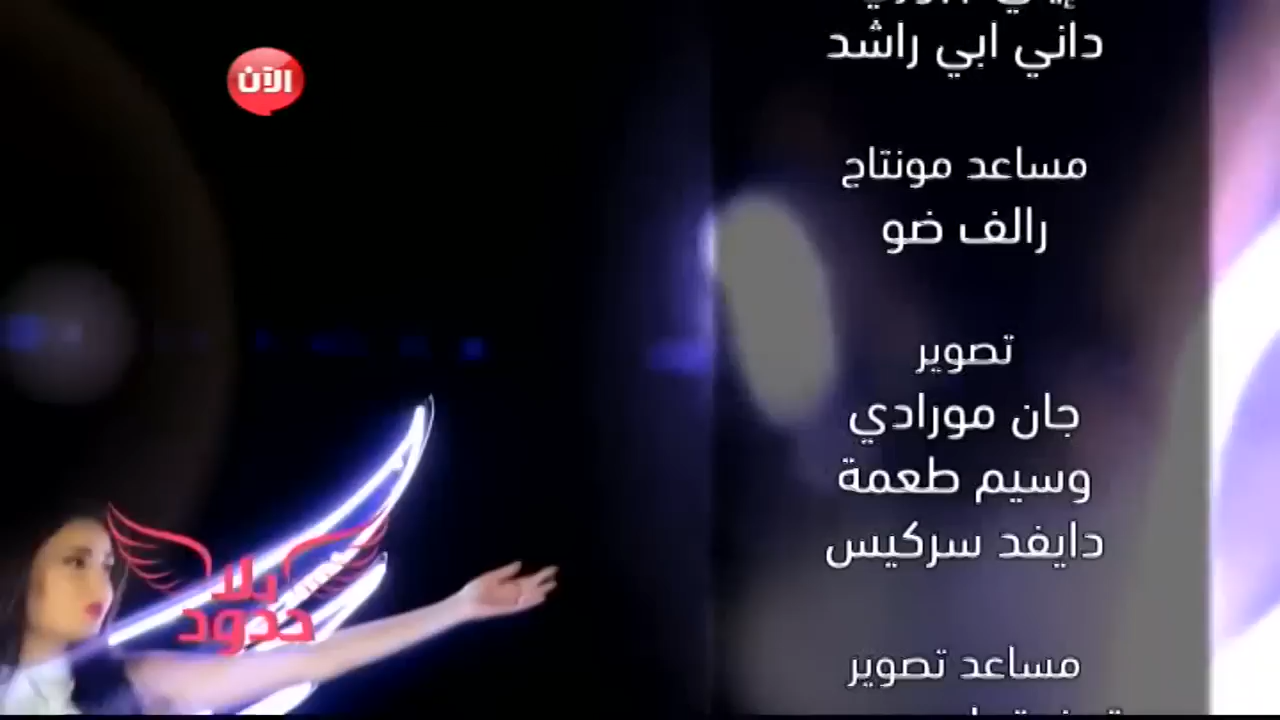 داني ابي راشد
الآن
مساعد مونتاج
رالف ضو
تصوير
جان مورادي
وسيم طعمة
دايفد سركيس
بلا
حدود
مساعد تصوير